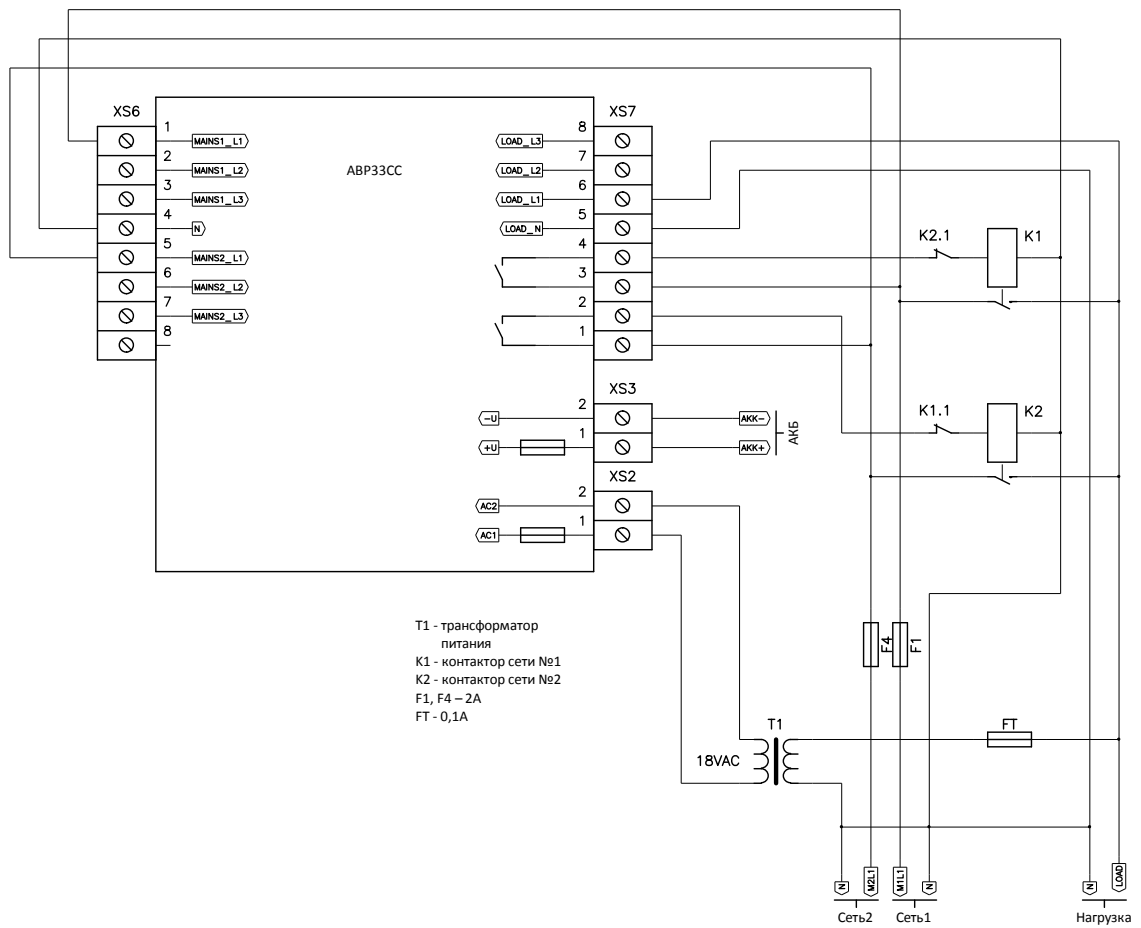 XS6
XS7
1
MAINS1_L1
2
MAINS1_L2
3
MAINS1_L3
4
N
5
MAINS2_L1
6
MAINS2_L2
7
MAINS2_L3
8
АВР33СС
8
LOAD_L3
7
LOAD_L2
6
LOAD_L1
5
LOAD_N
4
3
2
1
K2.1
K1
K1.1
K2
XS3
2
-U
AKK-
1
+U
AKK+
АКБ
XS2
2
AC2
1
AC1
T1 - трансформатор
питания
K1 - контактор сети №1
K2 - контактор сети №2
F1, F4 – 2А
FT - 0,1А
F4
F1
T1
18VAC
FT
N
M2L1
M1L1
N
N
LOAD
Сеть2
Сеть1
Нагрузка